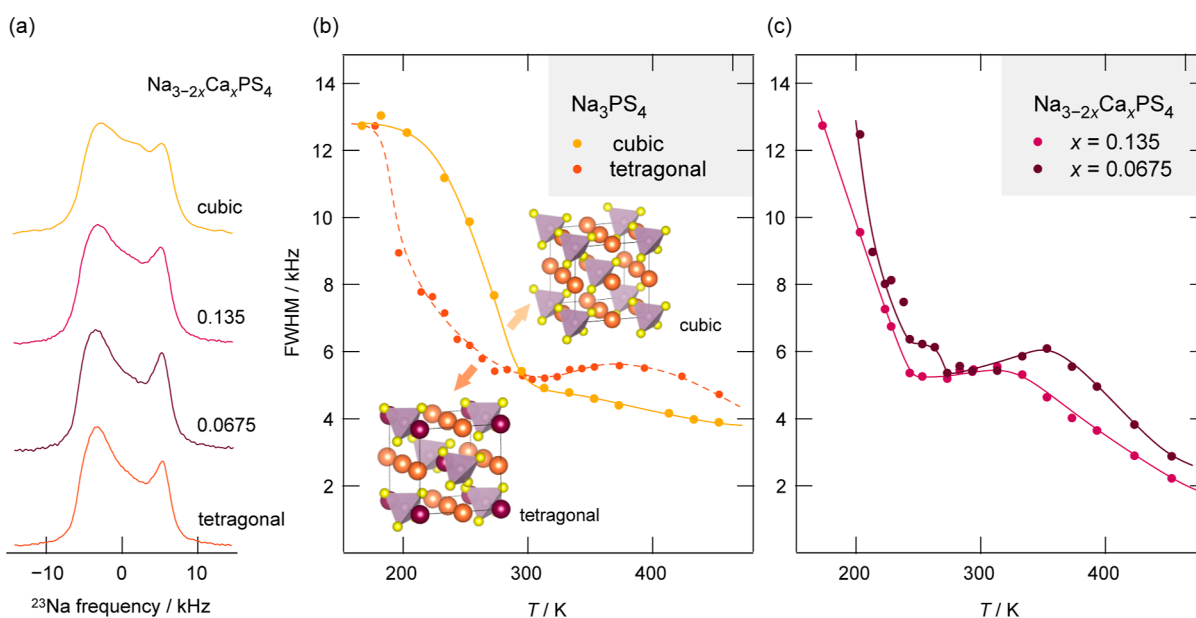 (a)
Na₃₋₂ₓCaₓPS₄
cubic
0.135
0.0675
tetragonal
−10 0 10
²³Na frequency / kHz
(b)
14
12
10
8
6
4
2
FWHM / kHz
Na₃PS₄
cubic
tetragonal
cubic
tetragonal
200 300 400
T / K
(c)
14
12
10
8
6
4
2
Na₃₋₂ₓCaₓPS₄
x = 0.135
x = 0.0675
200 300 400
T / K